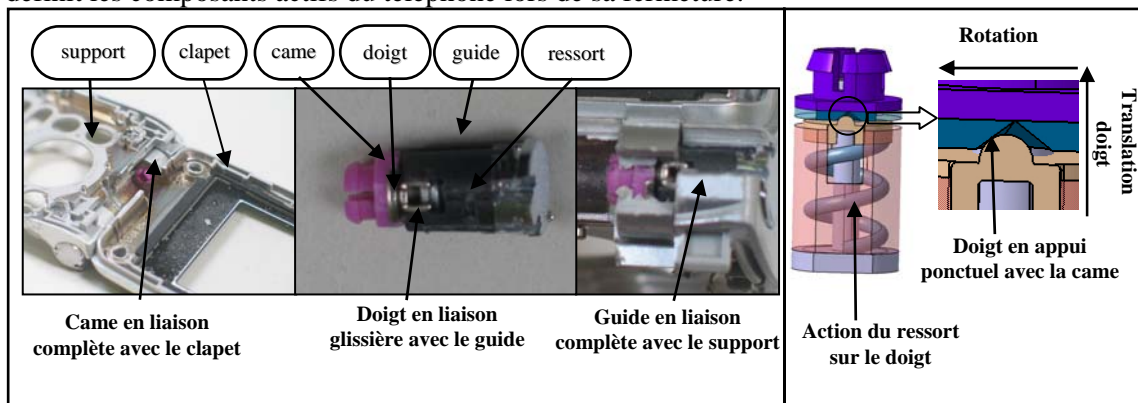 définit les composants actifs du téléphone lors de sa fermeture.
support
clapet
came
doigt
guide
ressort
Came en liaison
complète avec le clapet
Doigt en liaison
glissière avec le guide
Guide en liaison
complète avec le support
Rotation
Translation
doigt
Doigt en appui
ponctuel avec la came
Action du ressort
sur le doigt